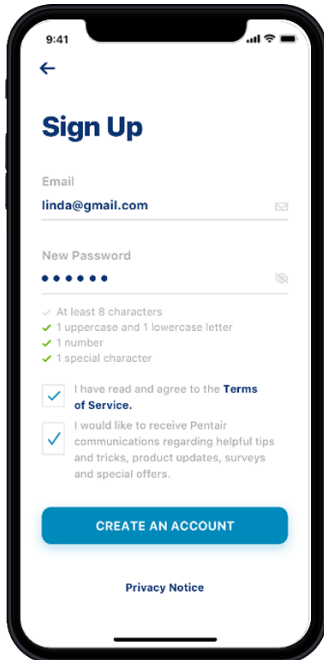 9:41
Sign Up
Email
linda@gmail.com
New Password
At least 8 characters
1 uppercase and 1 lowercase letter
1 number
1 special character
I have read and agree to the Terms
of Service.
I would like to receive Pentair
communications regarding helpful tips
and tricks, product updates, surveys
and special offers.
CREATE AN ACCOUNT
Privacy Notice